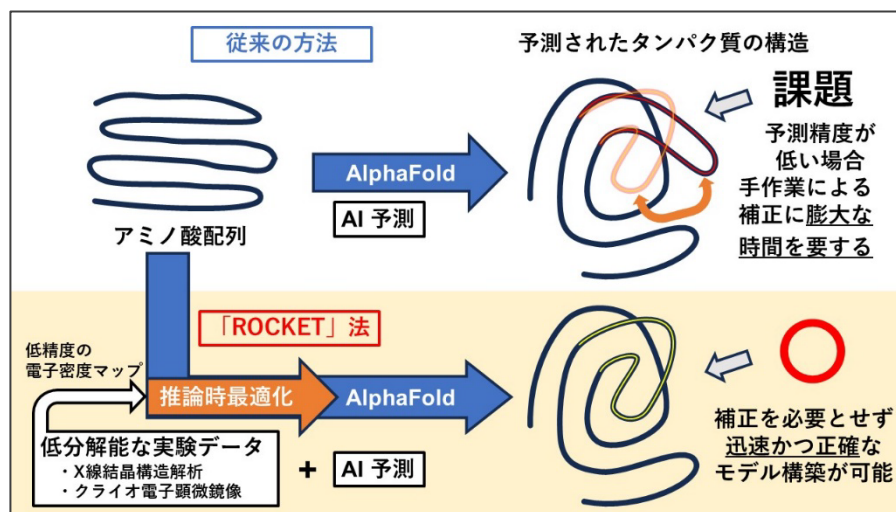 従来の方法
予測されたタンパク質の構造
課題
予測精度が
低い場合
手作業による
補正に膨大な
時間を要する
AlphaFold
AI 予測
アミノ酸配列
「ROCKET」法
低精度の
電子密度マップ
推論時最適化
AlphaFold
低分解能な実験データ
・X線結晶構造解析
・クライオ電子顕微鏡像
+
AI 予測
補正を必要とせず
迅速かつ正確な
モデル構築が可能